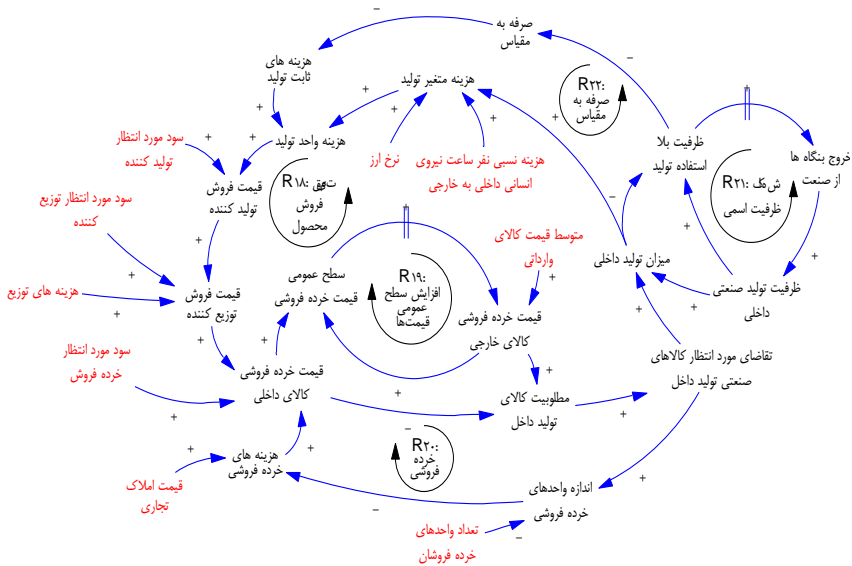 صرفه به
مقیاس
هزینه های
ثابت تولید
هزینه متغیر تولید
R۲۲:
صرفه به
مقیاس
ظرفیت بلا
استفاده تولید
خروج بنگاه ها
از صنعت
هزینه واحد تولید
سود مورد انتظار
تولید کننده
نرخ ارز
هزینه نسبی نفر ساعت نیروی
انسانی داخلی به خارجی
R۲۱:
ظرفیت اسمی
R۱۸:
فروش
محصول
قیمت فروش
تولید کننده
سود مورد انتظار توزیع
کننده
متوسط قیمت کالای
وارداتی
میزان تولید داخلی
سطح عمومی
قیمت خرده فروشی
R۱۹:
افزایش سطح
عمومی
قیمت‌ها
ظرفیت تولید صنعتی
داخلی
هزینه های توزیع
قیمت فروش
توزیع کننده
قیمت خرده فروشی
کالای خارجی
سود مورد انتظار
خرده فروش
قیمت خرده فروشی
کالای داخلی
تقاضای مورد انتظار کالاهای
صنعتی تولید داخل
مطلوبیت کالای
تولید داخل
R۲۰:
خرده
فروشی
هزینه های
خرده فروشی
قیمت املاک
تجاری
اندازه واحدهای
خرده فروشی
تعداد واحدهای
خرده فروشان